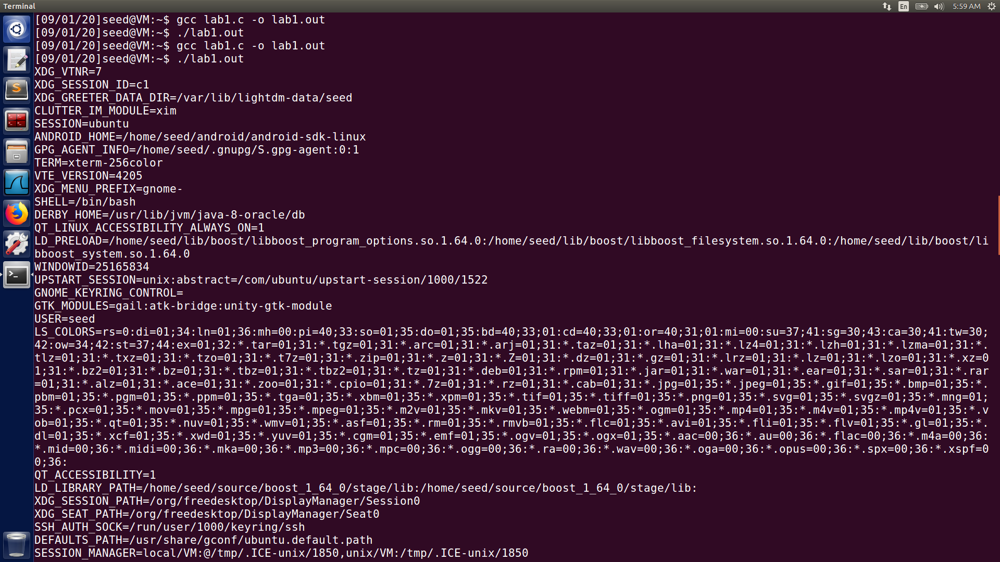 Terminal
En
5:59 AM
[09/01/20]seed@VM:~$ gcc lab1.c -o lab1.out
[09/01/20]seed@VM:~$ ./lab1.out
[09/01/20]seed@VM:~$ gcc lab1.c -o lab1.out
[09/01/20]seed@VM:~$ ./lab1.out
XDG_VTNR=7
XDG_SESSION_ID=c1
XDG_GREETER_DATA_DIR=/var/lib/lightdm-data/seed
CLUTTER_IM_MODULE=xim
SESSION=ubuntu
ANDROID_HOME=/home/seed/android/android-sdk-linux
GPG_AGENT_INFO=/home/seed/.gnupg/S.gpg-agent:0:1
TERM=xterm-256color
VTE_VERSION=4205
XDG_MENU_PREFIX=gnome-
SHELL=/bin/bash
DERBY_HOME=/usr/lib/jvm/java-8-oracle/db
QT_LINUX_ACCESSIBILITY_ALWAYS_ON=1
LD_PRELOAD=/home/seed/lib/boost/libboost_program_options.so.1.64.0:/home/seed/lib/boost/libboost_filesystem.so.1.64.0:/home/seed/lib/boost/li
bboost_system.so.1.64.0
WINDOWID=25165834
UPSTART_SESSION=unix:abstract=/com/ubuntu/upstart-session/1000/1522
GNOME_KEYRING_CONTROL=
GTK_MODULES=gail:atk-bridge:unity-gtk-module
USER=seed
LS_COLORS=rs=0:di=01;34:ln=01;36:mh=00:pi=40;33:so=01;35:do=01;35:bd=40;33;01:cd=40;33;01:or=40;31;01:mi=00:su=37;41:sg=30;43:ca=30;41:tw=30;
42:ow=34;42:st=37;44:ex=01;32:*.tar=01;31:*.tgz=01;31:*.arc=01;31:*.arj=01;31:*.taz=01;31:*.lha=01;31:*.lz4=01;31:*.lzh=01;31:*.lzma=01;31:*.
tlz=01;31:*.txz=01;31:*.tzo=01;31:*.t7z=01;31:*.zip=01;31:*.z=01;31:*.Z=01;31:*.dz=01;31:*.gz=01;31:*.lrz=01;31:*.lz=01;31:*.lzo=01;31:*.xz=0
1;31:*.bz2=01;31:*.bz=01;31:*.tbz=01;31:*.tbz2=01;31:*.tz=01;31:*.deb=01;31:*.rpm=01;31:*.jar=01;31:*.war=01;31:*.ear=01;31:*.sar=01;31:*.rar
=01;31:*.alz=01;31:*.ace=01;31:*.zoo=01;31:*.cpio=01;31:*.7z=01;31:*.rz=01;31:*.cab=01;31:*.jpg=01;35:*.jpeg=01;35:*.gif=01;35:*.bmp=01;35:*.
pbm=01;35:*.pgm=01;35:*.ppm=01;35:*.tga=01;35:*.xbm=01;35:*.xpm=01;35:*.tif=01;35:*.tiff=01;35:*.png=01;35:*.svg=01;35:*.svgz=01;35:*.mng=01;
35:*.pcx=01;35:*.mov=01;35:*.mpg=01;35:*.mpeg=01;35:*.m2v=01;35:*.mkv=01;35:*.webm=01;35:*.ogm=01;35:*.mp4=01;35:*.m4v=01;35:*.mp4v=01;35:*.v
ob=01;35:*.qt=01;35:*.nuv=01;35:*.wmv=01;35:*.asf=01;35:*.rm=01;35:*.rmvb=01;35:*.flc=01;35:*.avi=01;35:*.fli=01;35:*.flv=01;35:*.gl=01;35:*.
dl=01;35:*.xcf=01;35:*.xwd=01;35:*.yuv=01;35:*.cgm=01;35:*.emf=01;35:*.ogv=01;35:*.ogx=01;35:*.aac=00;36:*.au=00;36:*.flac=00;36:*.m4a=00;36:
*.mid=00;36:*.midi=00;36:*.mka=00;36:*.mp3=00;36:*.mpc=00;36:*.ogg=00;36:*.ra=00;36:*.wav=00;36:*.oga=00;36:*.opus=00;36:*.spx=00;36:*.xspf=0
0;36:
QT_ACCESSIBILITY=1
LD_LIBRARY_PATH=/home/seed/source/boost_1_64_0/stage/lib:/home/seed/source/boost_1_64_0/stage/lib:
XDG_SESSION_PATH=/org/freedesktop/DisplayManager/Session0
XDG_SEAT_PATH=/org/freedesktop/DisplayManager/Seat0
SSH_AUTH_SOCK=/run/user/1000/keyring/ssh
DEFAULTS_PATH=/usr/share/gconf/ubuntu.default.path
SESSION_MANAGER=local/VM:@/tmp/.ICE-unix/1850,unix/VM:/tmp/.ICE-unix/1850